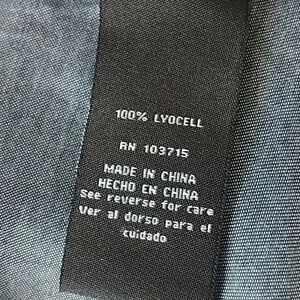 100% LYOCELL
RN 103715
MADE IN CHINA
HECHO EN CHINA
See reverse for care
Ver al dorso para el
cuidado